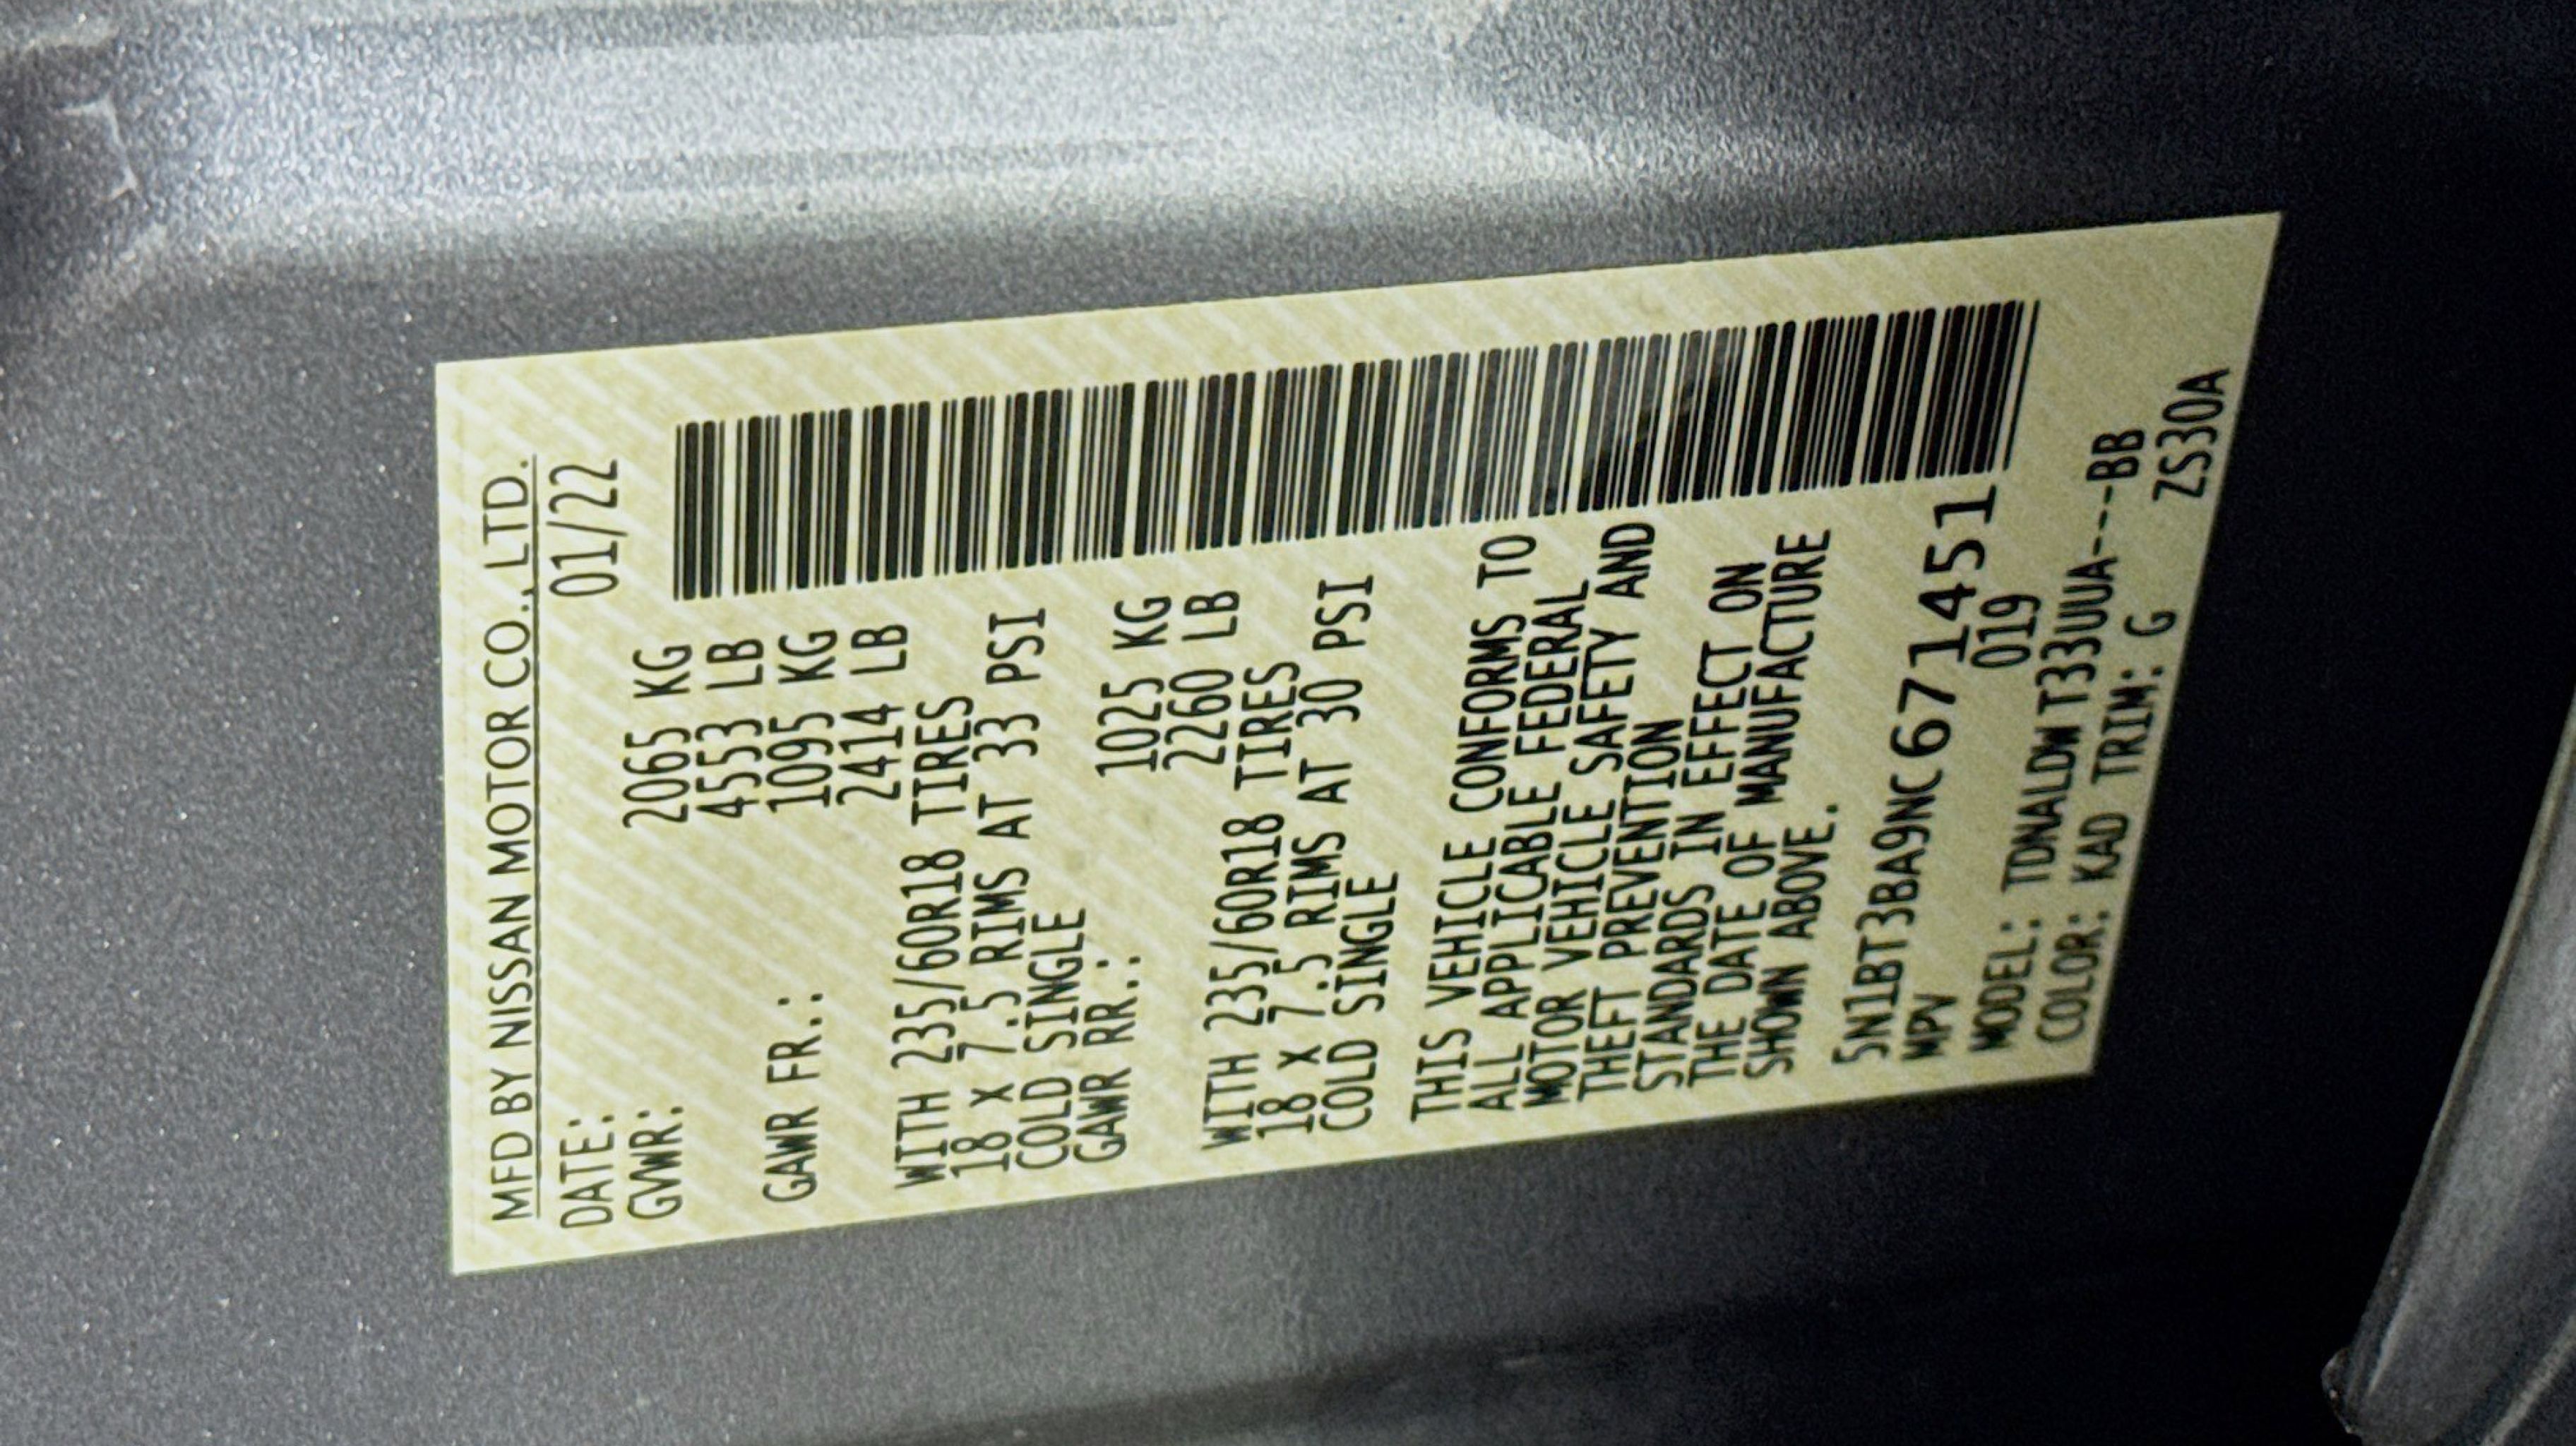 MFD BY NISSAN MOTOR CO., LTD.
DATE: 01/22
GVWR: 2065 KG
4553 LB
GAWR FR.: 1095 KG
2414 LB
WITH 235/60R18 TIRES
18 X 7.5 RIMS AT 33 PSI
COLD SINGLE
GAWR RR.: 1025 KG
2260 LB
WITH 235/60R18 TIRES
18 X 7.5 RIMS AT 30 PSI
COLD SINGLE
THIS VEHICLE CONFORMS TO
ALL APPLICABLE FEDERAL
MOTOR VEHICLE SAFETY AND
THEFT PREVENTION
STANDARDS IN EFFECT ON
THE DATE OF MANUFACTURE
SHOWN ABOVE.
5N1BT3BA9NC671451
MPV 019
MODEL: TDNALDW T33UUA---BB
COLOR: KAD TRIM: G ZS30A